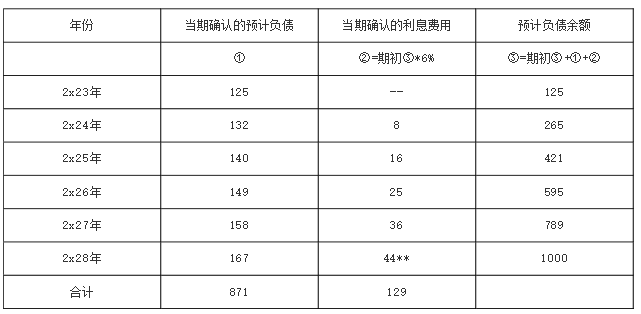 年份 当期确认的预计负债 当期确认的利息费用 预计负债余额
① ②=期初③*6% ③=期初③+①+②
2x23年 125 -- 125
2x24年 132 8 265
2x25年 140 16 421
2x26年 149 25 595
2x27年 158 36 789
2x28年 167 44** 1000
合计 871 129